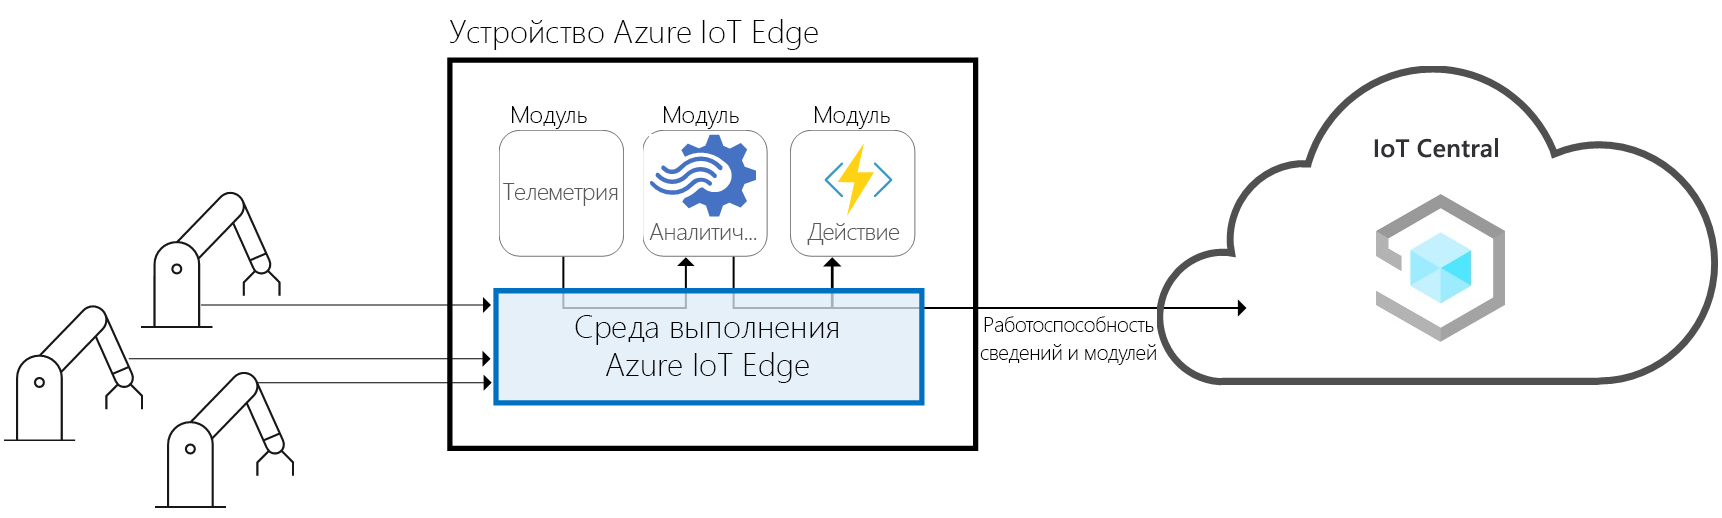 Устройство Azure IoT Edge
Модуль
Модуль
Модуль
Телеметрия
Аналитич...
Действие
Среда выполнения
Azure IoT Edge
Работоспособность
сведений и модулей
IoT Central